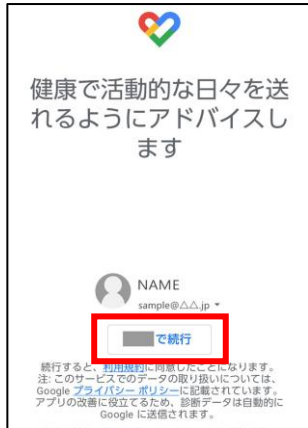 健康で活動的な日々を送
れるようにアドバイスし
ます
NAME
sample@△△.jp
で続行
続行すると、利用規約に同意したことになります。
注: このサービスでのデータの取り扱いについては、
Google プライバシー ポリシーに記載されています。
アプリの改善に役立てるため、診断データは自動的に
Google に送信されます。